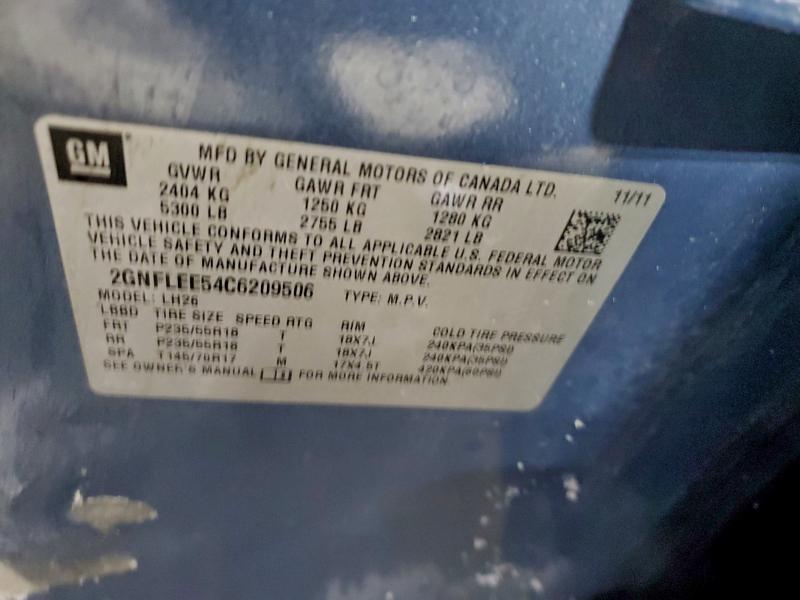 GM MFD BY GENERAL MOTORS OF CANADA LTD. 11/11
GVWR GAWR FRT GAWR RR
2404 KG 1250 KG 1280 KG
5300 LB 2755 LB 2821 LB
THIS VEHICLE CONFORMS TO ALL APPLICABLE U.S. FEDERAL MOTOR
VEHICLE SAFETY AND THEFT PREVENTION STANDARDS IN EFFECT ON
THE DATE OF MANUFACTURE SHOWN ABOVE.
2GNFLEE54C6209506 TYPE: M.P.V.
MODEL: LH26
LBBD TIRE SIZE SPEED RTG RIM COLD TIRE PRESSURE
FRT P235/55R18 T 18X7J 240KPA(35PSI)
RR P235/55R18 T 18X7J 240KPA(35PSI)
SPA T145/70R17 M 17X4.5T 420KPA(60PSI)
SEE OWNER'S MANUAL FOR MORE INFORMATION